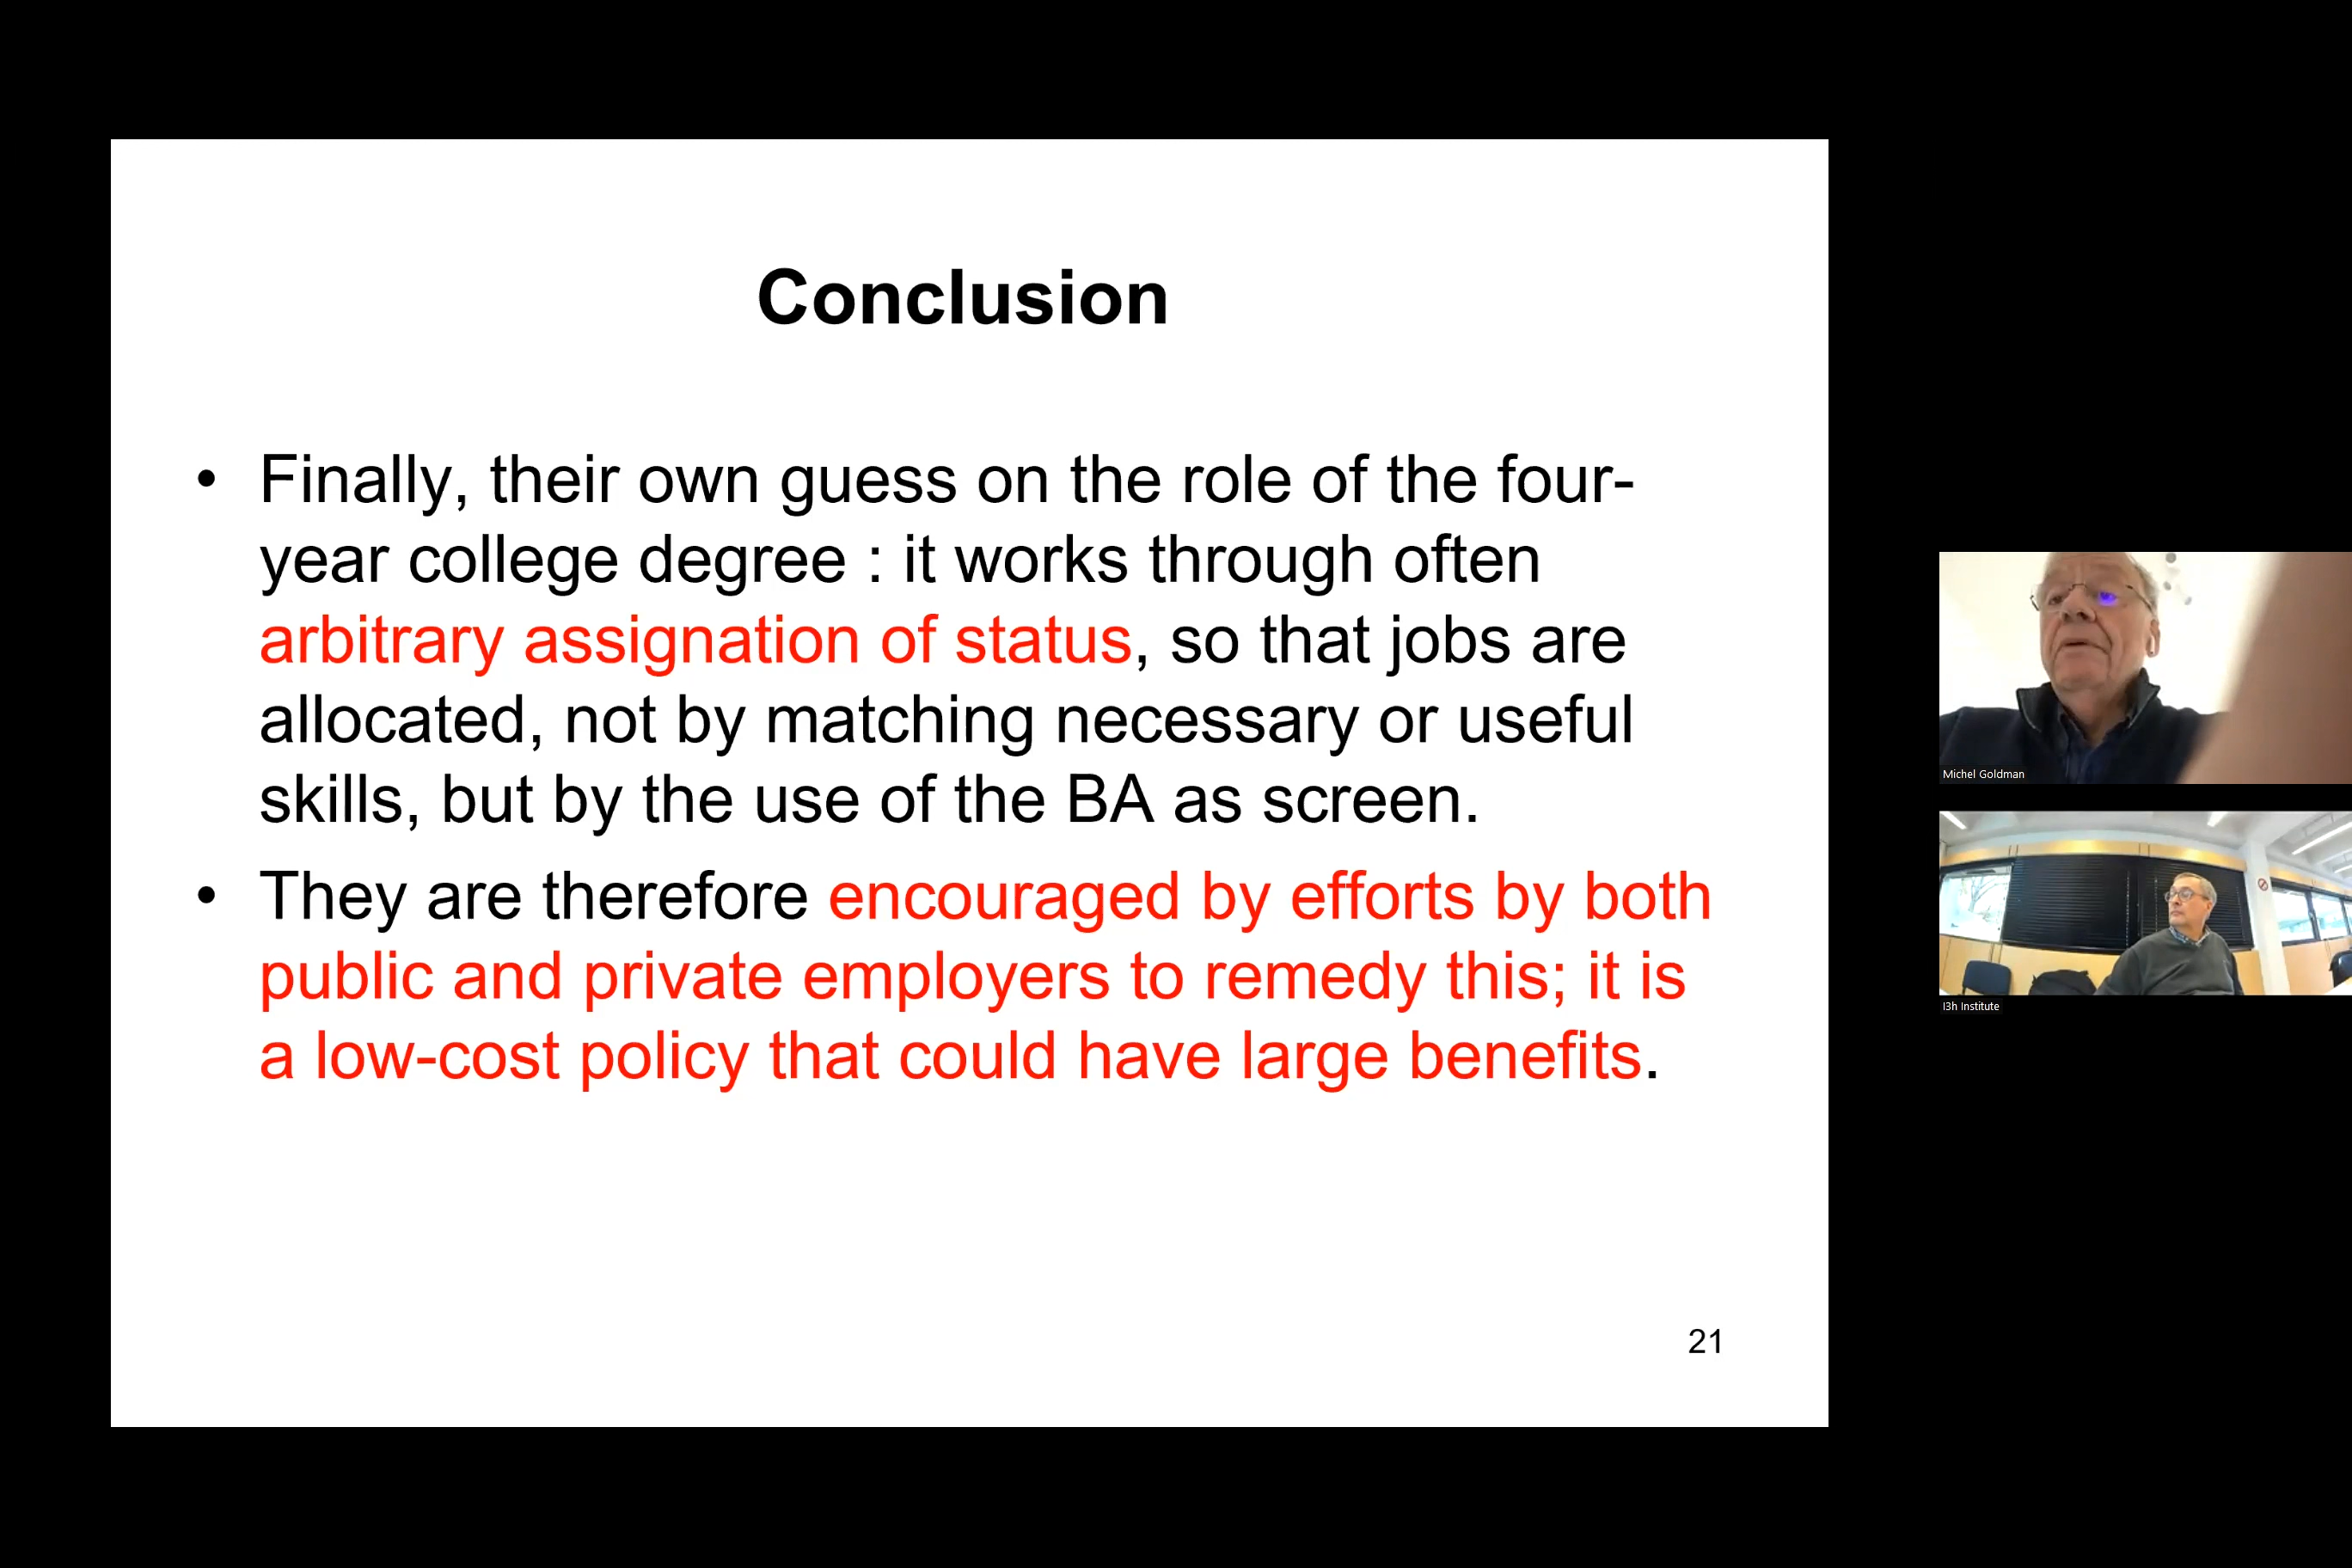 Conclusion
• Finally, their own guess on the role of the four-
year college degree : it works through often
arbitrary assignation of status, so that jobs are
allocated, not by matching necessary or useful
skills, but by the use of the BA as screen.
• They are therefore encouraged by efforts by both
public and private employers to remedy this; it is
a low-cost policy that could have large benefits.
21
Michel Goldman
I3h Institute